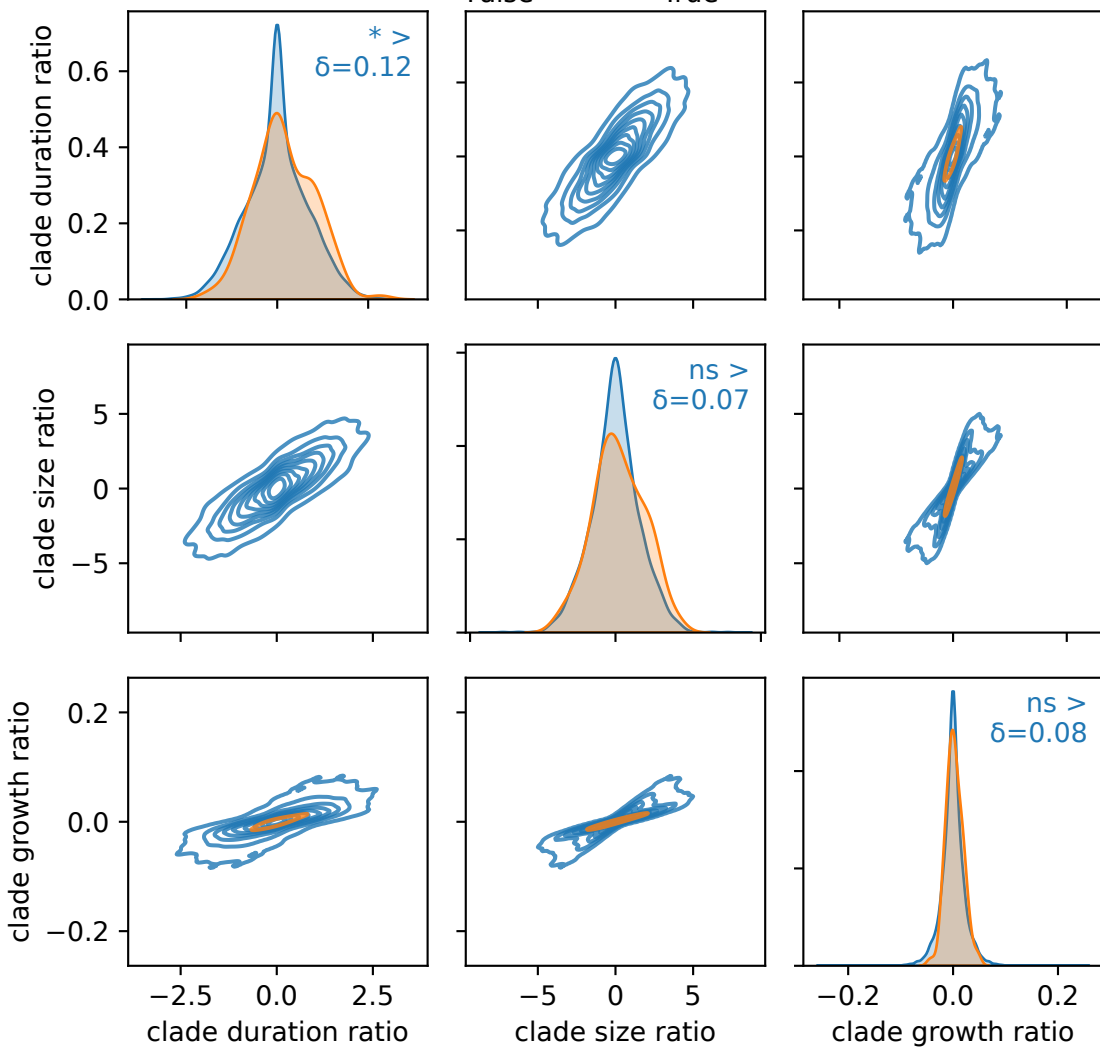 clade duration ratio
0.6
0.4
0.2
0.0
* >
δ=0.12
clade size ratio
5
0
−5
ns >
δ=0.07
clade growth ratio
0.2
0.0
−0.2
ns >
δ=0.08
−2.5 0.0 2.5
−5 0 5
−0.2 0.0 0.2
clade duration ratio
clade size ratio
clade growth ratio